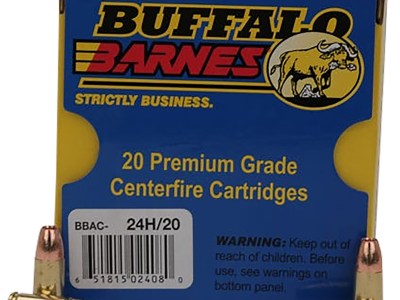 BUFFALO
BARNES
STRICTLY BUSINESS.
20 Premium Grade
Centerfire Cartridges
BBAC- 24H/20
WARNING: Keep out of
reach of children. Before
use, see warnings on
bottom panel.
6 51815 02408 0